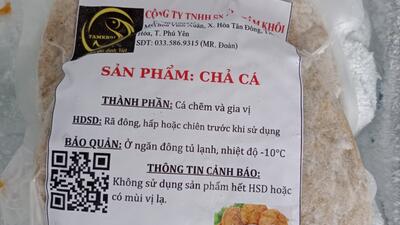 CÔNG TY TNHH
KHÔI
Xuân, X. Hòa Tân Đông,
Hòa, T. Phú Yên
SĐT: 033.586.9315 (MR. Đoàn)
TAMKHOI
SẢN PHẨM: CHẢ CÁ
THÀNH PHẦN: Cá chẽm và gia vị
HDSD: Rã đông, hấp hoặc chiên trước khi sử dụng
BẢO QUẢN: Ở ngăn đông tủ lạnh, nhiệt độ -10°C
THÔNG TIN CẢNH BÁO:
Không sử dụng sản phẩm hết HSD hoặc
có mùi vị lạ.